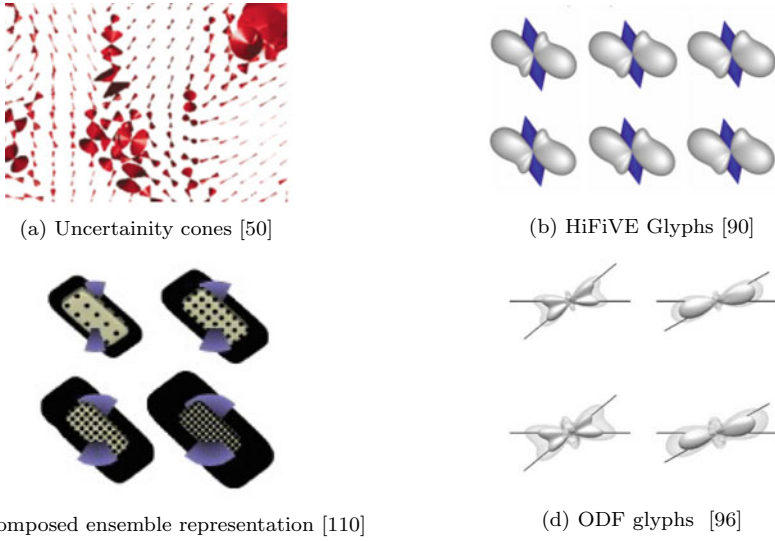 (a) Uncertainity cones [50]
(b) HiFiVE Glyphs [90]
omposed ensemble representation [110]
(d) ODF glyphs [96]